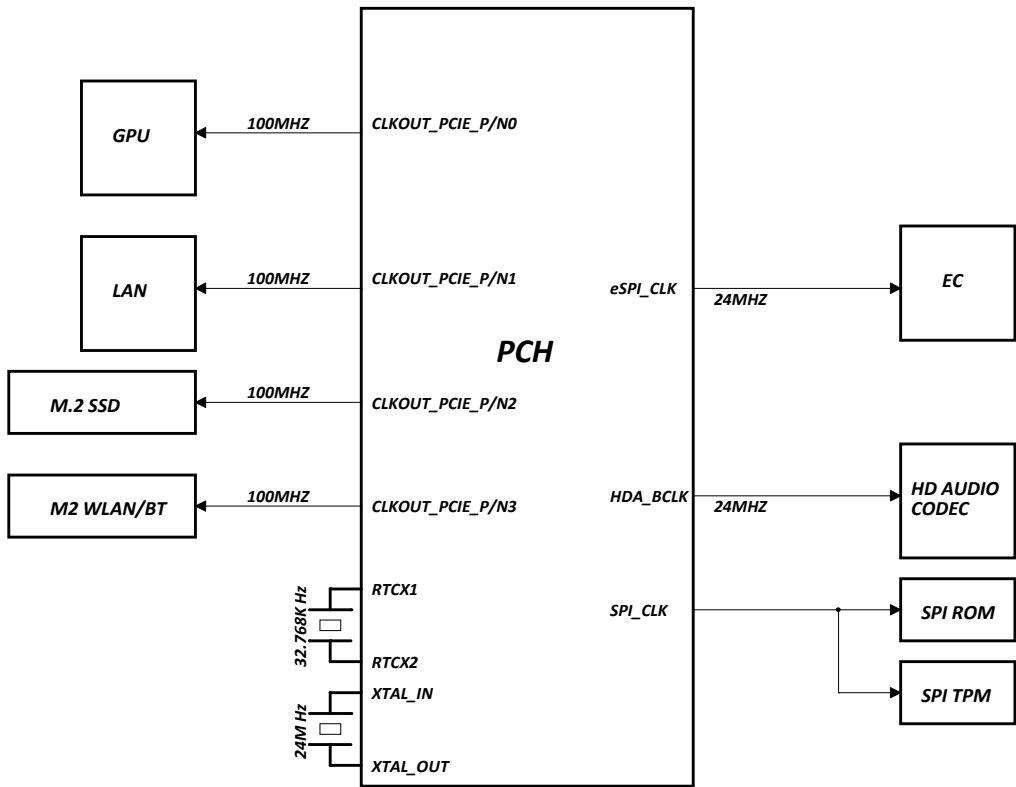 GPU
100MHZ
CLKOUT_PCIE_P/N0
LAN
100MHZ
CLKOUT_PCIE_P/N1
eSPI_CLK
24MHZ
EC
PCH
M.2 SSD
100MHZ
CLKOUT_PCIE_P/N2
M2 WLAN/BT
100MHZ
CLKOUT_PCIE_P/N3
HDA_BCLK
24MHZ
HD AUDIO
CODEC
32.768K Hz
RTCX1
RTCX2
SPI_CLK
SPI ROM
SPI TPM
24M Hz
XTAL_IN
XTAL_OUT